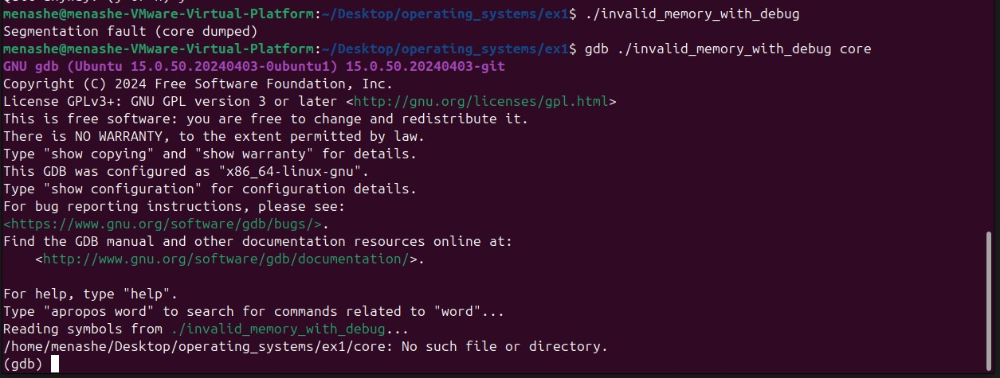 menashe@menashe-VMware-Virtual-Platform:~/Desktop/operating_systems/ex1$ ./invalid_memory_with_debug
Segmentation fault (core dumped)
menashe@menashe-VMware-Virtual-Platform:~/Desktop/operating_systems/ex1$ gdb ./invalid_memory_with_debug core
GNU gdb (Ubuntu 15.0.50.20240403-0ubuntu1) 15.0.50.20240403-git
Copyright (C) 2024 Free Software Foundation, Inc.
License GPLv3+: GNU GPL version 3 or later <http://gnu.org/licenses/gpl.html>
This is free software: you are free to change and redistribute it.
There is NO WARRANTY, to the extent permitted by law.
Type "show copying" and "show warranty" for details.
This GDB was configured as "x86_64-linux-gnu".
Type "show configuration" for configuration details.
For bug reporting instructions, please see:
<https://www.gnu.org/software/gdb/bugs/>.
Find the GDB manual and other documentation resources online at:
    <http://www.gnu.org/software/gdb/documentation/>.

For help, type "help".
Type "apropos word" to search for commands related to "word"...
Reading symbols from ./invalid_memory_with_debug...
/home/menashe/Desktop/operating_systems/ex1/core: No such file or directory.
(gdb)